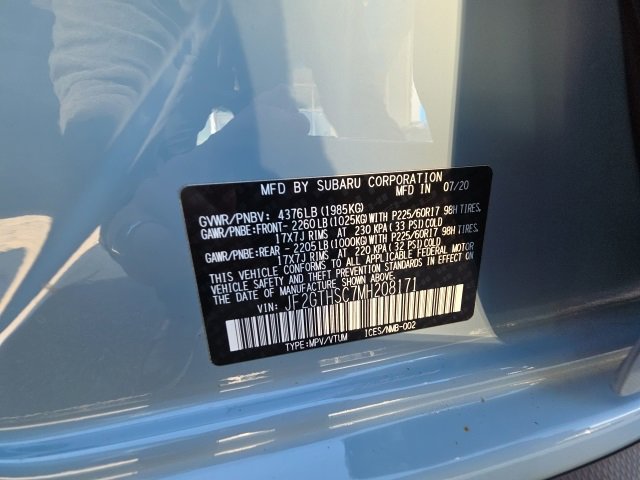 MFD BY SUBARU CORPORATION
MFD IN 07/20
GVWR/PNBV: 4376LB (1985KG)
GAWR/PNBE:FRONT- 2260LB (1025KG) WITH P225/60R17 98H TIRES,
17X7J RIMS AT 230 KPA ( 33 PSI) COLD
GAWR/PNBE:REAR - 2205LB (1000KG) WITH P225/60R17 98H TIRES,
17X7J RIMS AT 220 KPA ( 32 PSI) COLD
THIS VEHICLE CONFORMS TO ALL APPLICABLE FEDERAL MOTOR
VEHICLE SAFETY AND THEFT PREVENTION STANDARDS IN EFFECT ON
THE DATE OF MANUFACTURE SHOWN ABOVE.
VIN: JF2GTHSC7MH208171
TYPE:MPV/VTUM ICES/NMB-002